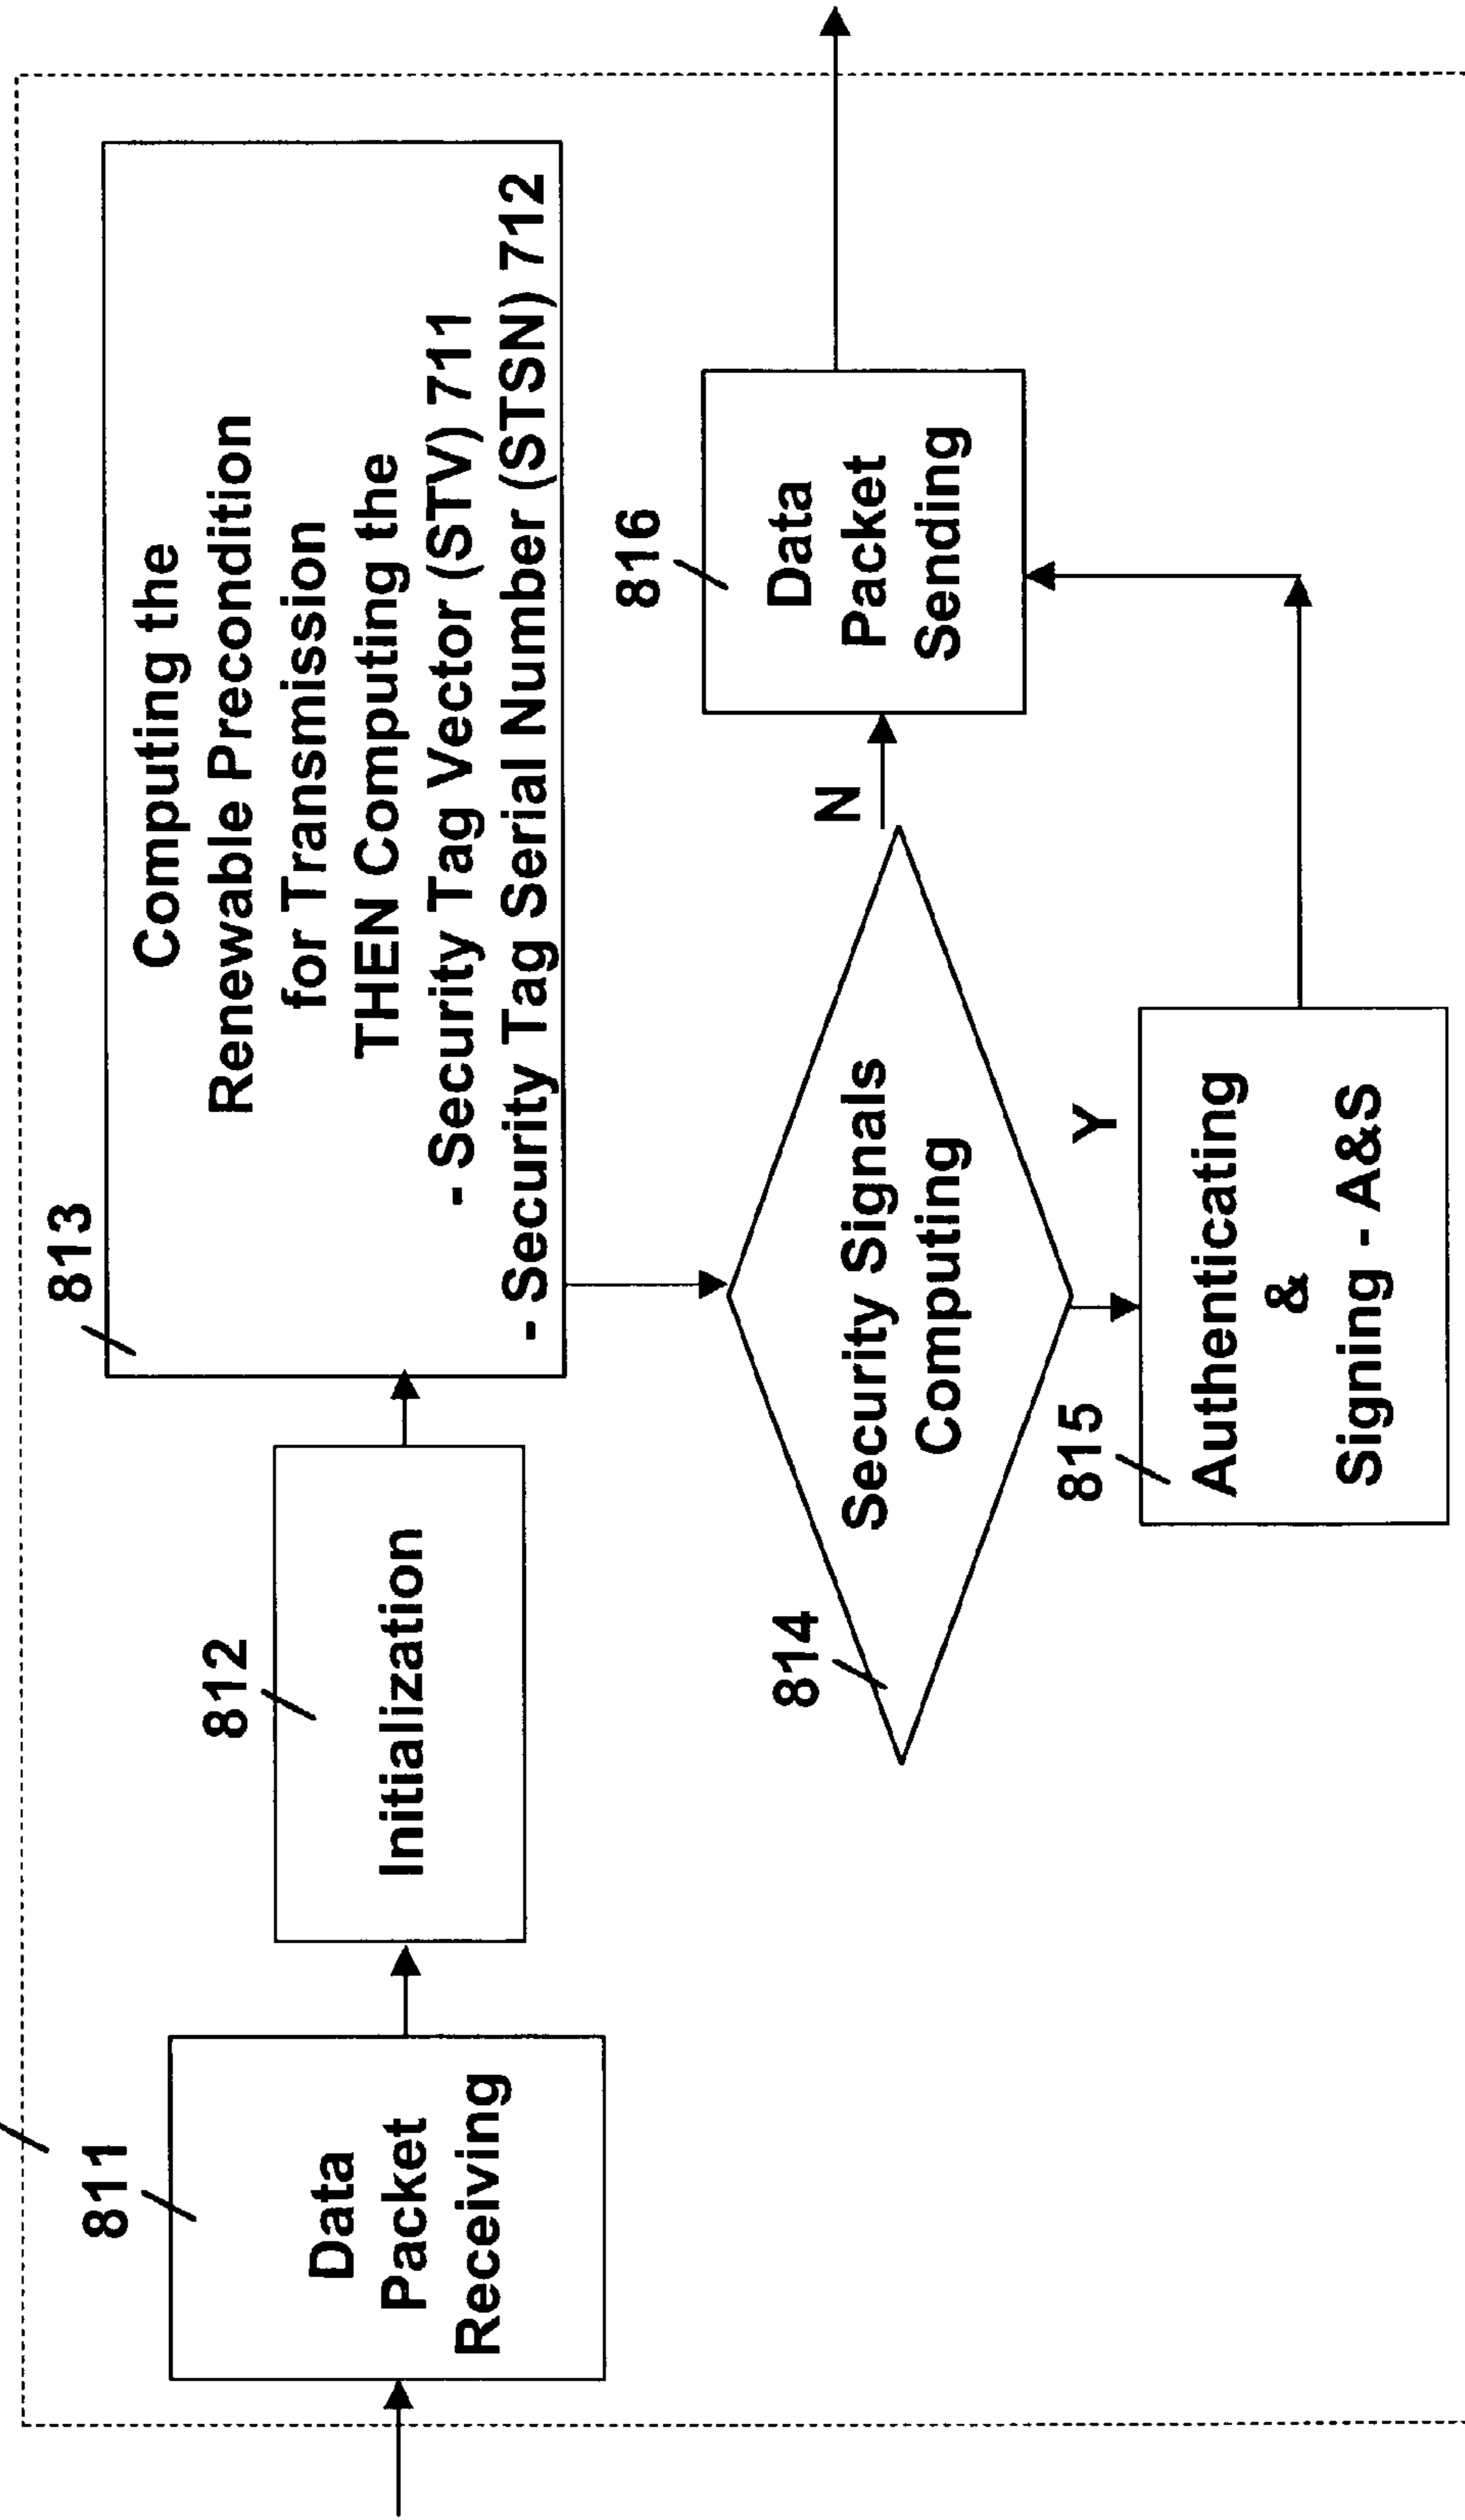 811
Data
Packet
Receiving
812
Initialization
813
Computing the
Renewable Precondition
for Transmission
THEN Computing the
- Security Tag Vector (STV) 711
- Security Tag Serial Number (STSN) 712
814
Security Signals
Computing
N
Y
815
Authenticating
&
Signing - A&S
816
Data
Packet
Sending